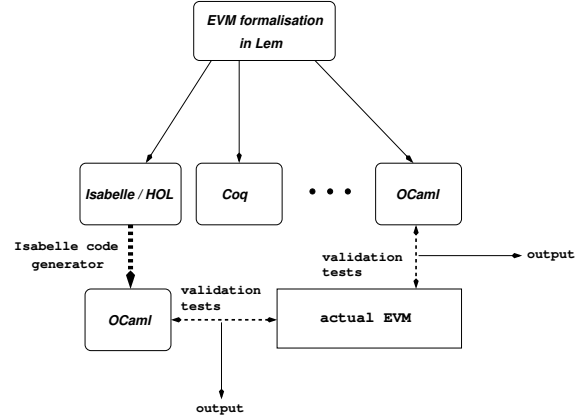 EVM formalisation
in Lem
Isabelle / HOL
Coq
OCaml
Isabelle code
generator
validation
tests
output
validation
tests
OCaml
actual EVM
output